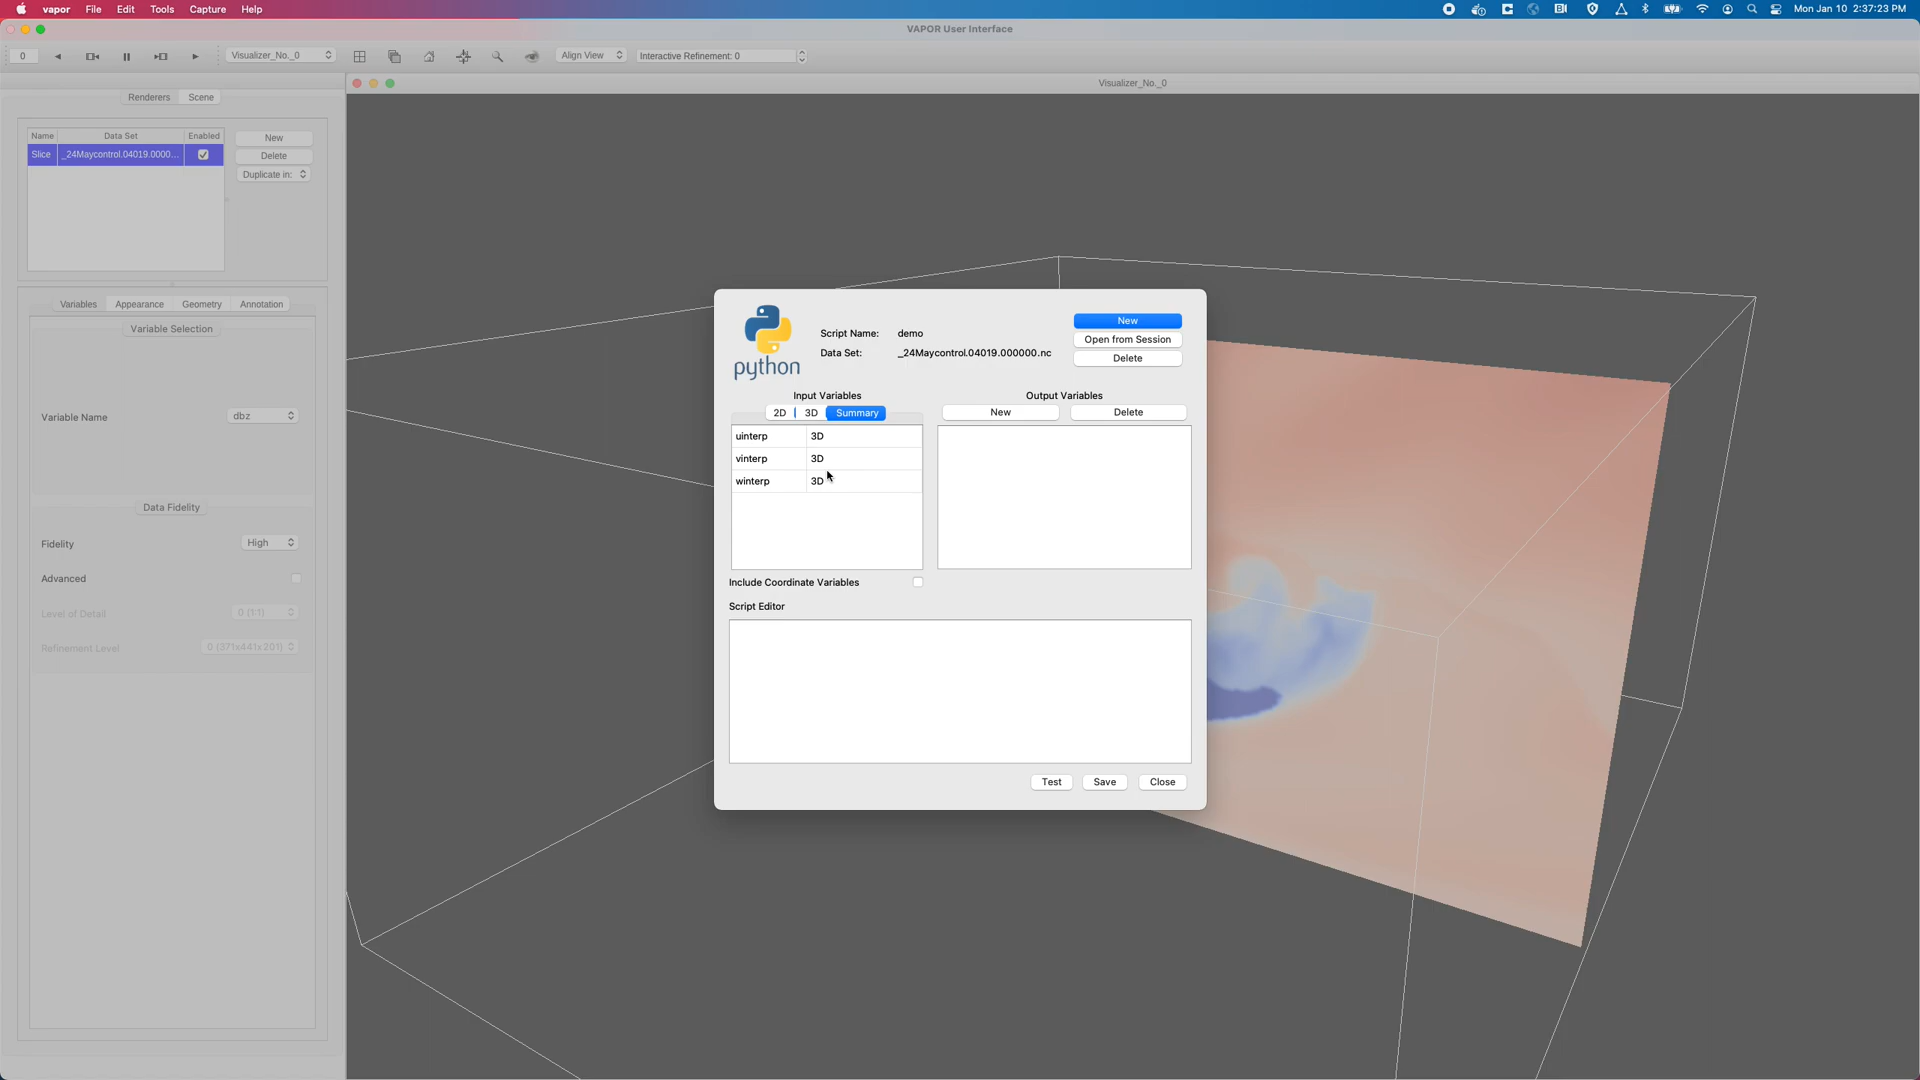 vapor File Edit Tools Capture Help Mon Jan 10 2:37:23 PM
VAPOR User Interface
0 Visualizer_No._0 Align View Interactive Refinement: 0
Visualizer_No._0
Renderers Scene
Name Data Set Enabled
Slice _24Maycontrol.04019.0000...
New
Delete
Duplicate in:
Variables Appearance Geometry Annotation
Variable Selection
Variable Name dbz
Data Fidelity
Fidelity High
Advanced
Level of Detail 0 (1:1)
Refinement Level 0 (371x441x201)
python
Script Name: demo
Data Set: _24Maycontrol.04019.000000.nc
New
Open from Session
Delete
Input Variables
2D 3D Summary
uinterp 3D
vinterp 3D
winterp 3D
Output Variables
New Delete
Include Coordinate Variables
Script Editor
Test Save Close